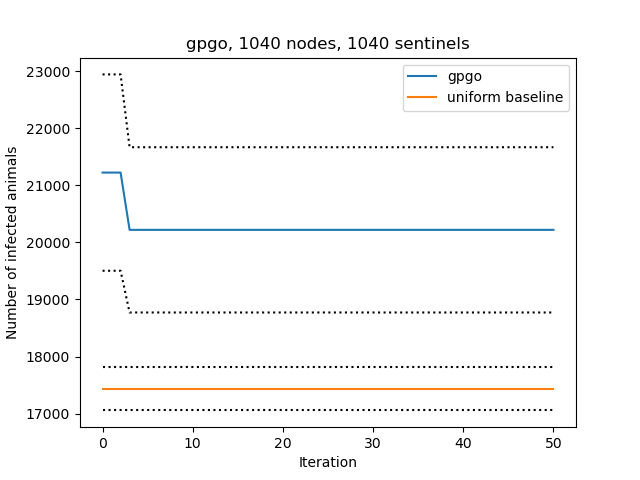 gpgo, 1040 nodes, 1040 sentinels
gpgo
uniform baseline
Number of infected animals
23000
22000
21000
20000
19000
18000
17000
0 10 20 30 40 50
Iteration